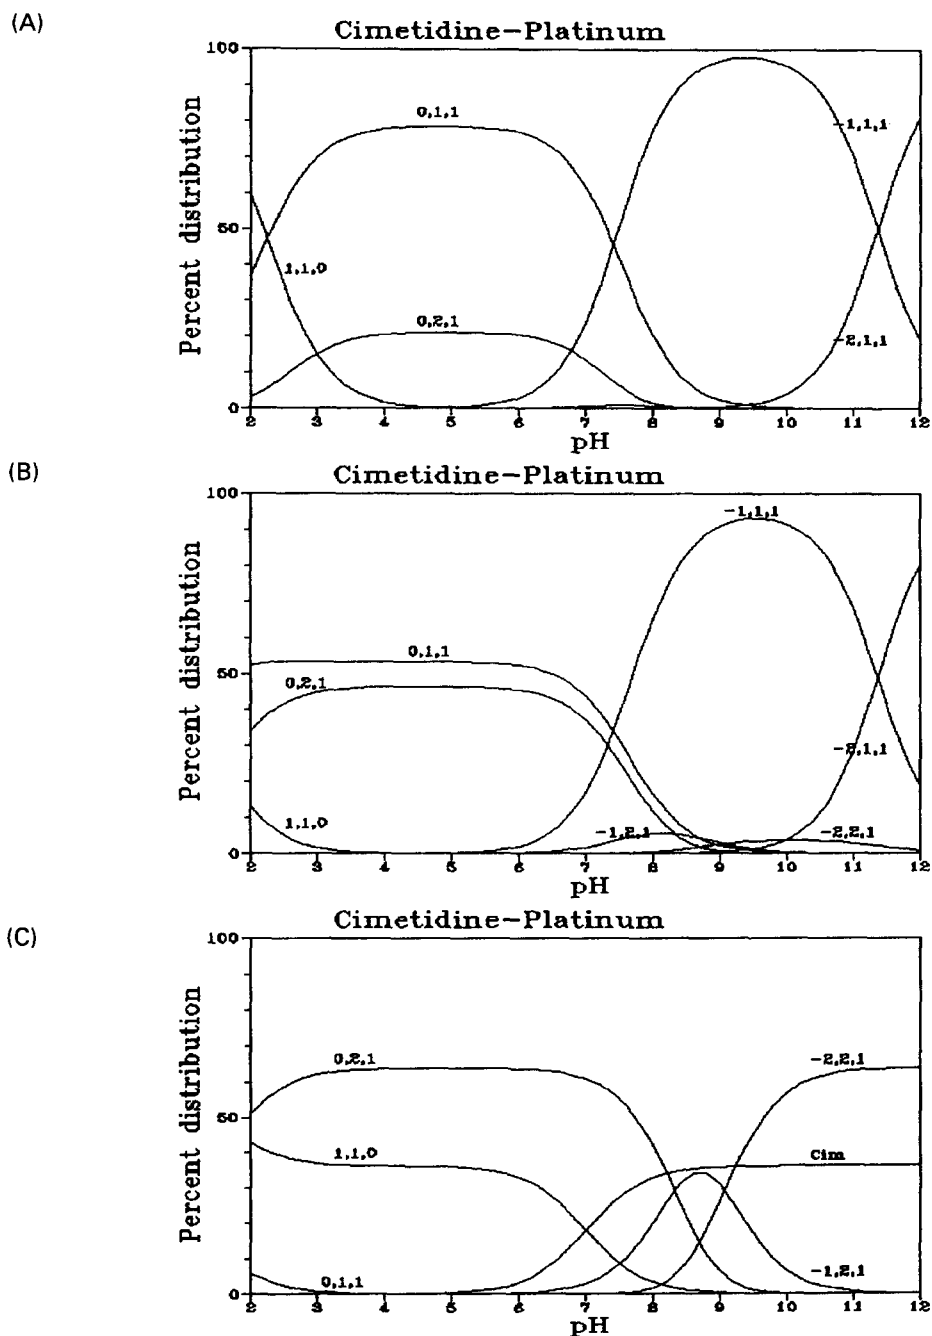 (A)
Cimetidine-Platinum
100
50
0
Percent distribution
0,1,1
1,1,0
0,2,1
-1,1,1
-2,1,1
2 3 4 5 6 7 8 9 10 11 12
pH
(B)
Cimetidine-Platinum
100
50
0
Percent distribution
-1,1,1
0,1,1
0,2,1
1,1,0
-1,2,1
-2,1,1
-2,2,1
2 3 4 5 6 7 8 9 10 11 12
pH
(C)
Cimetidine-Platinum
100
50
0
Percent distribution
0,2,1
1,1,0
0,1,1
-2,2,1
Cim
-1,2,1
2 3 4 5 6 7 8 9 10 11 12
pH